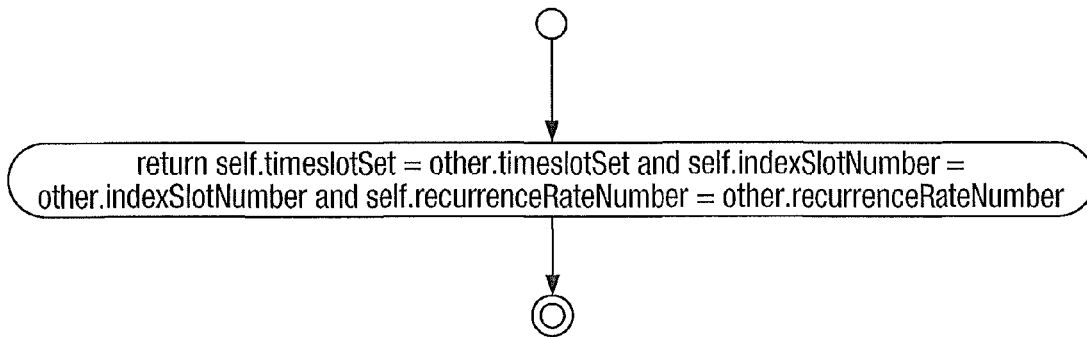 return self.timeslotSet = other.timeslotSet and self.indexSlotNumber =
other.indexSlotNumber and self.recurrenceRateNumber = other.recurrenceRateNumber